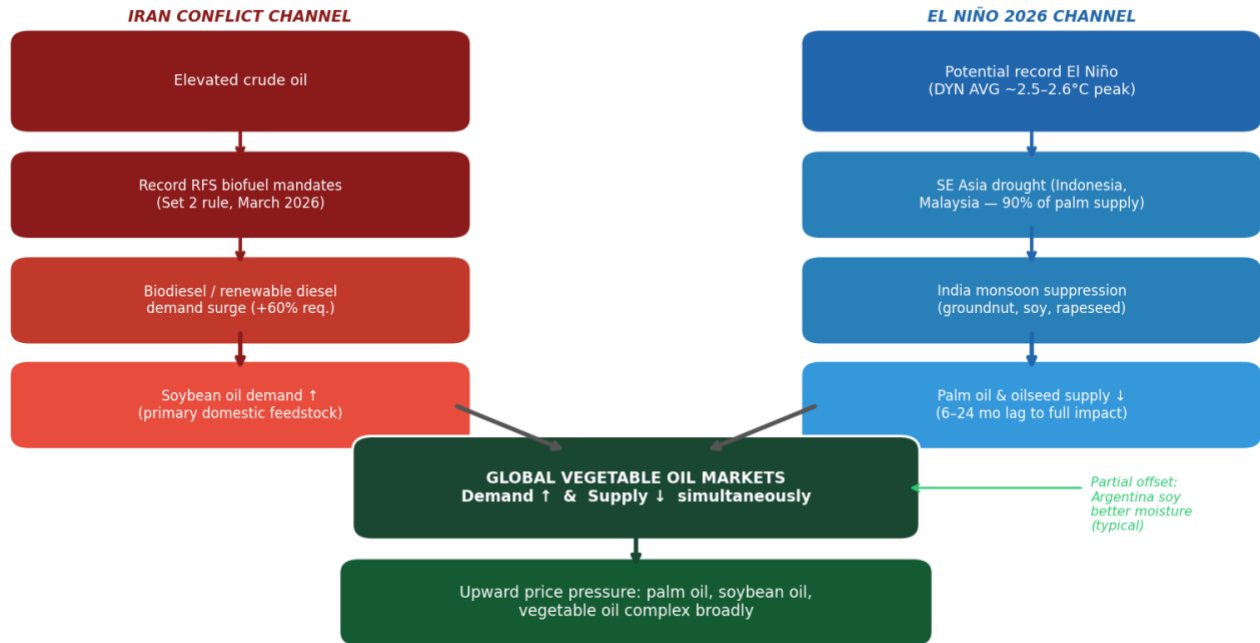 IRAN CONFLICT CHANNEL
Elevated crude oil
Record RFS biofuel mandates
(Set 2 rule, March 2026)
Biodiesel / renewable diesel
demand surge (+60% req.)
Soybean oil demand ↑
(primary domestic feedstock)
EL NIÑO 2026 CHANNEL
Potential record El Niño
(DYN AVG ~2.5–2.6°C peak)
SE Asia drought (Indonesia,
Malaysia — 90% of palm supply)
India monsoon suppression
(groundnut, soy, rapeseed)
Palm oil & oilseed supply ↓
(6–24 mo lag to full impact)
GLOBAL VEGETABLE OIL MARKETS
Demand ↑ & Supply ↓ simultaneously
Partial offset:
Argentina soy
better moisture
(typical)
Upward price pressure: palm oil, soybean oil,
vegetable oil complex broadly